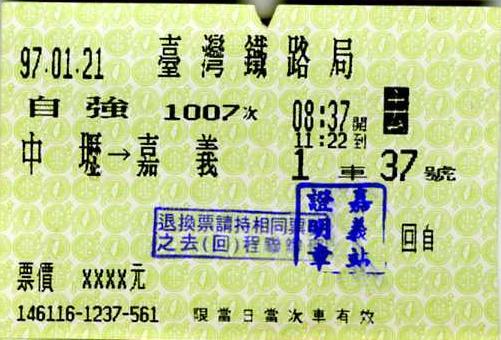 臺灣鐵路局
97.01.21
自強 1007次 08:37開 去
11:22到
中壢→嘉義 1車37號
退換票請持相同票
之去(回)程聯
嘉義站
證明章
回自
票價 XXXX元
146116-1237-561 限當日當次車有效